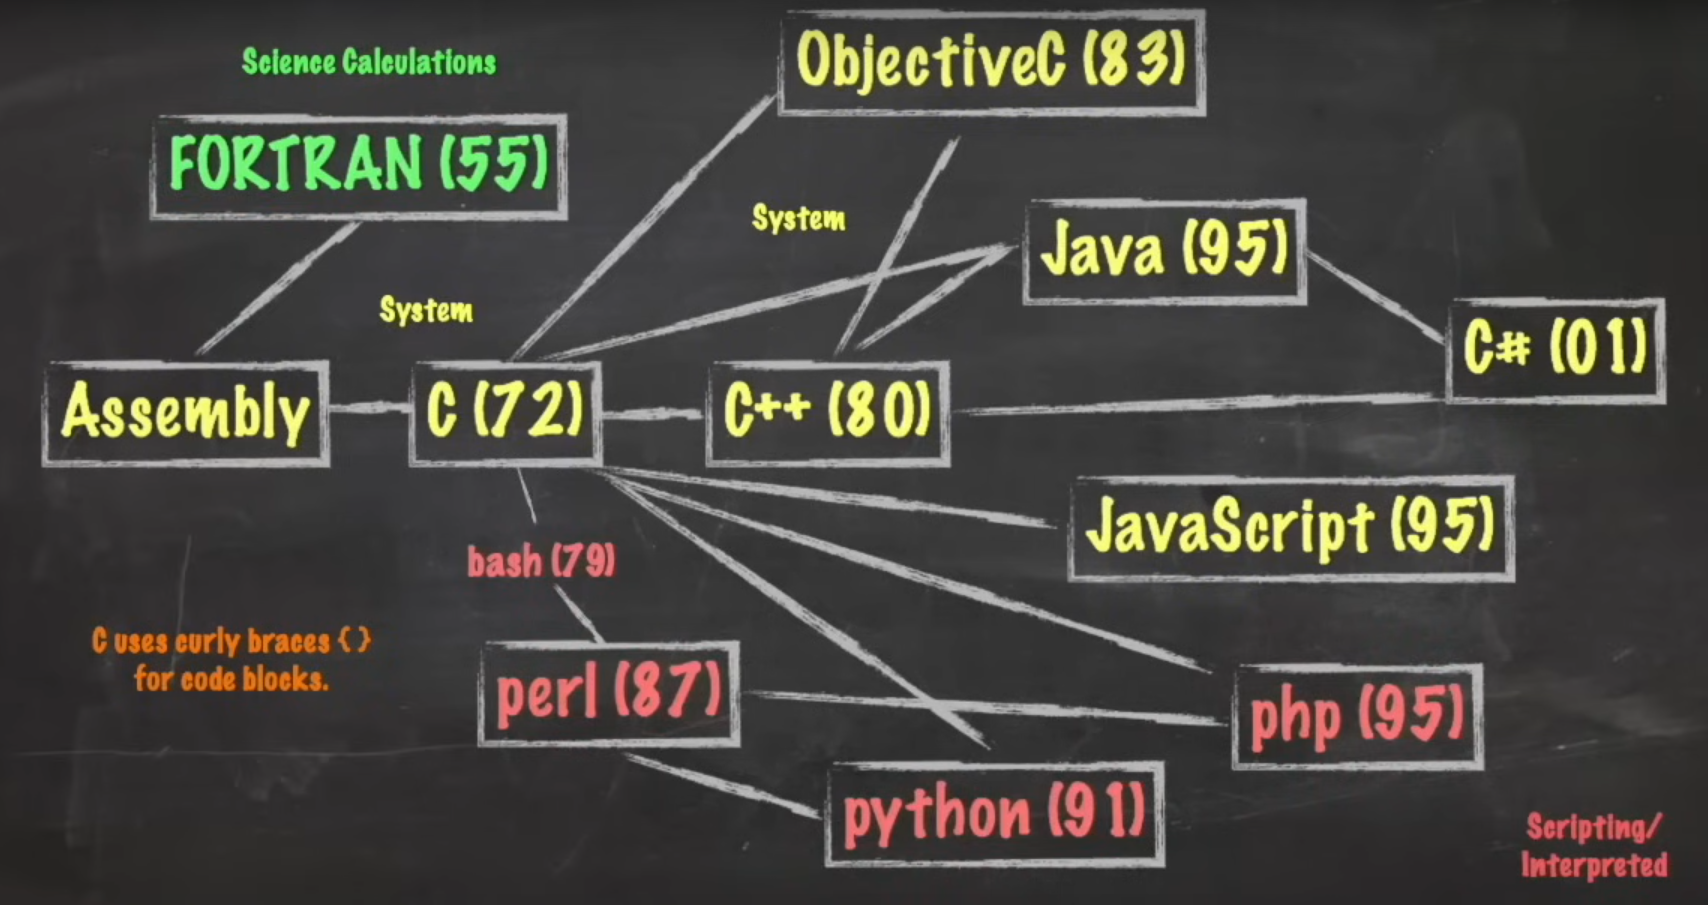 Science Calculations
ObjectiveC (83)
FORTRAN (55)
System
Java (95)
System
C# (01)
Assembly
C (72)
C++ (80)
JavaScript (95)
bash (79)
C uses curly braces { }
for code blocks.
perl (87)
php (95)
python (91)
Scripting/
Interpreted